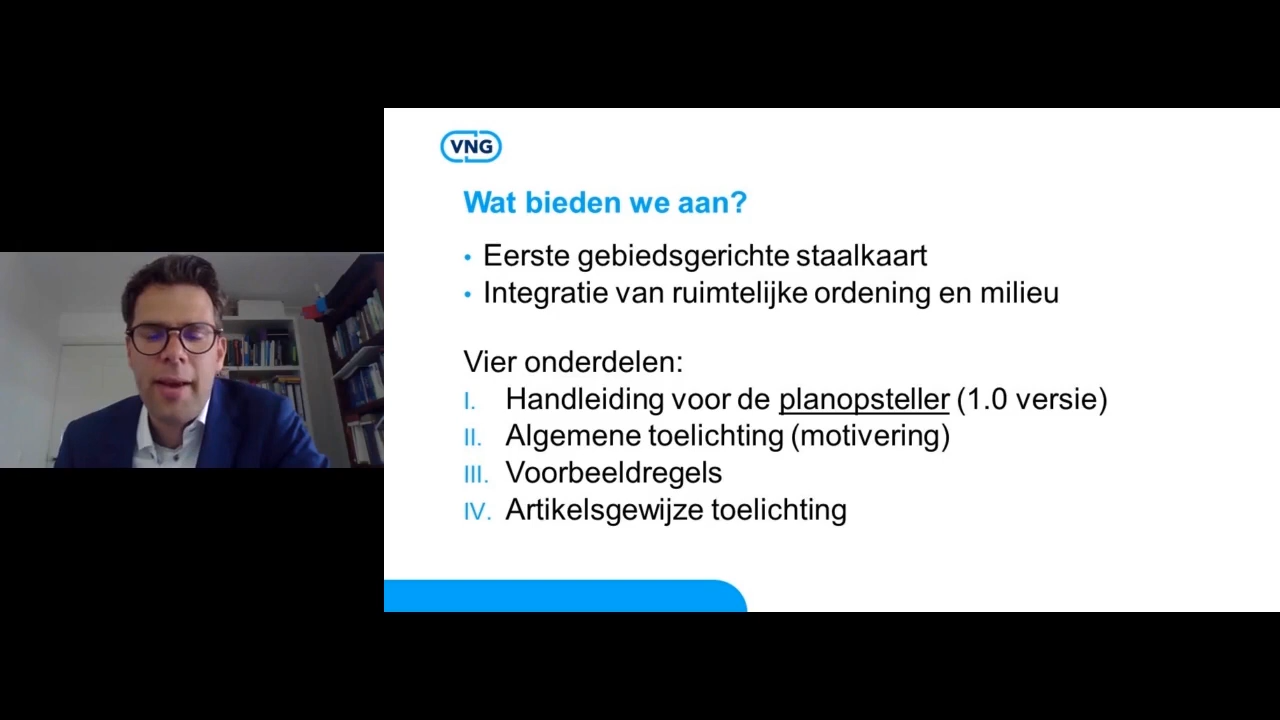 VNG
Wat bieden we aan?
• Eerste gebiedsgerichte staalkaart
• Integratie van ruimtelijke ordening en milieu
Vier onderdelen:
I. Handleiding voor de planopsteller (1.0 versie)
II. Algemene toelichting (motivering)
III. Voorbeeldregels
IV. Artikelsgewijze toelichting